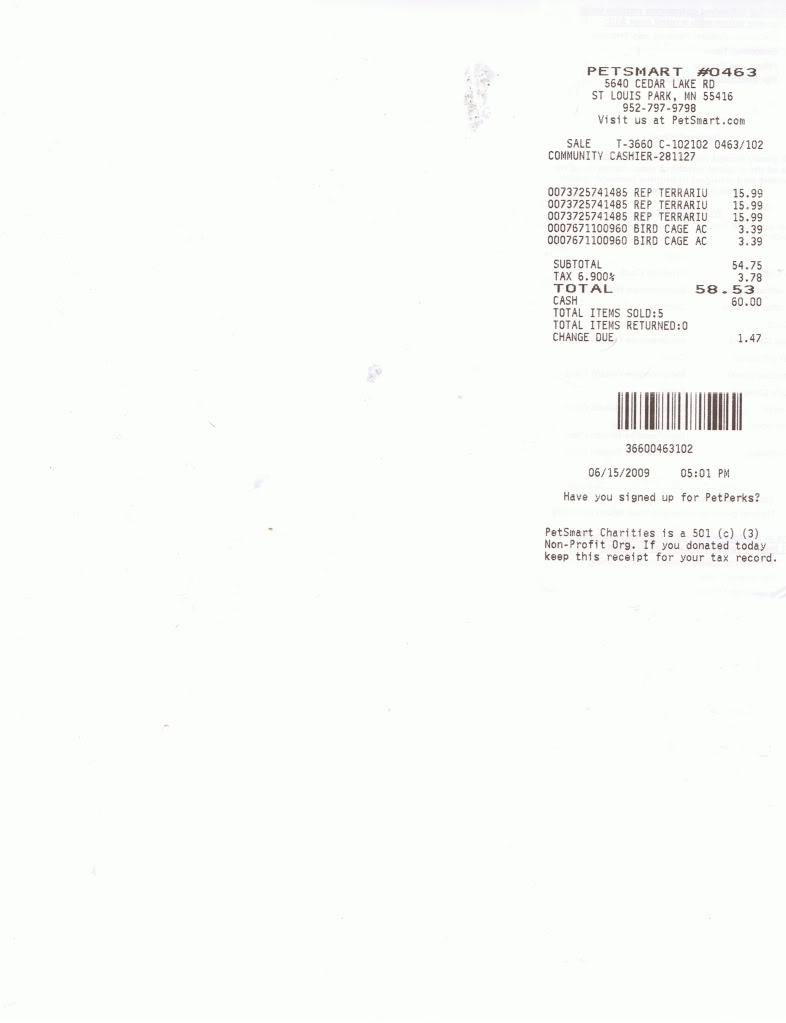 PETSMART #0463
5640 CEDAR LAKE RD
ST LOUIS PARK, MN 55416
952-797-9798
Visit us at PetSmart.com
SALE T-3660 C-102102 0463/102
COMMUNITY CASHIER-281127
0073725741485 REP TERRARIU 15.99
0073725741485 REP TERRARIU 15.99
0073725741485 REP TERRARIU 15.99
0007671100960 BIRD CAGE AC 3.39
0007671100960 BIRD CAGE AC 3.39
SUBTOTAL 54.75
TAX 6.900% 3.78
TOTAL 58.53
CASH 60.00
TOTAL ITEMS SOLD:5
TOTAL ITEMS RETURNED:0
CHANGE DUE 1.47
36600463102
06/15/2009 05:01 PM
Have you signed up for PetPerks?
PetSmart Charities is a 501 (c) (3)
Non-Profit Org. If you donated today
keep this receipt for your tax record.